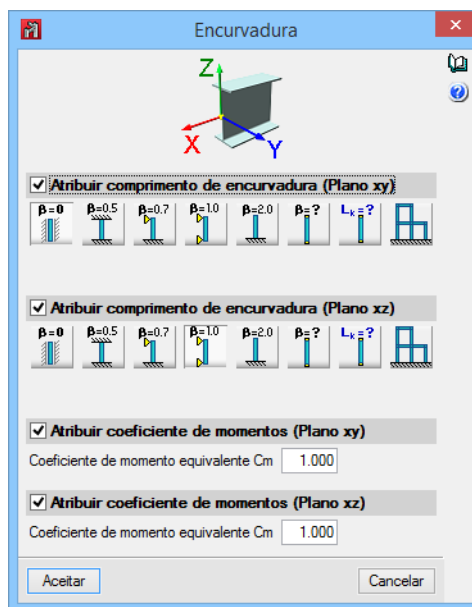 Encurvadura
Z
X
Y
Atribuir comprimento de encurvadura (Plano xy)
β=0 β=0.5 β=0.7 β=1.0 β=2.0 β=? Lk=?
Atribuir comprimento de encurvadura (Plano xz)
β=0 β=0.5 β=0.7 β=1.0 β=2.0 β=? Lk=?
Atribuir coeficiente de momentos (Plano xy)
Coeficiente de momento equivalente Cm 1.000
Atribuir coeficiente de momentos (Plano xz)
Coeficiente de momento equivalente Cm 1.000
Aceitar Cancelar